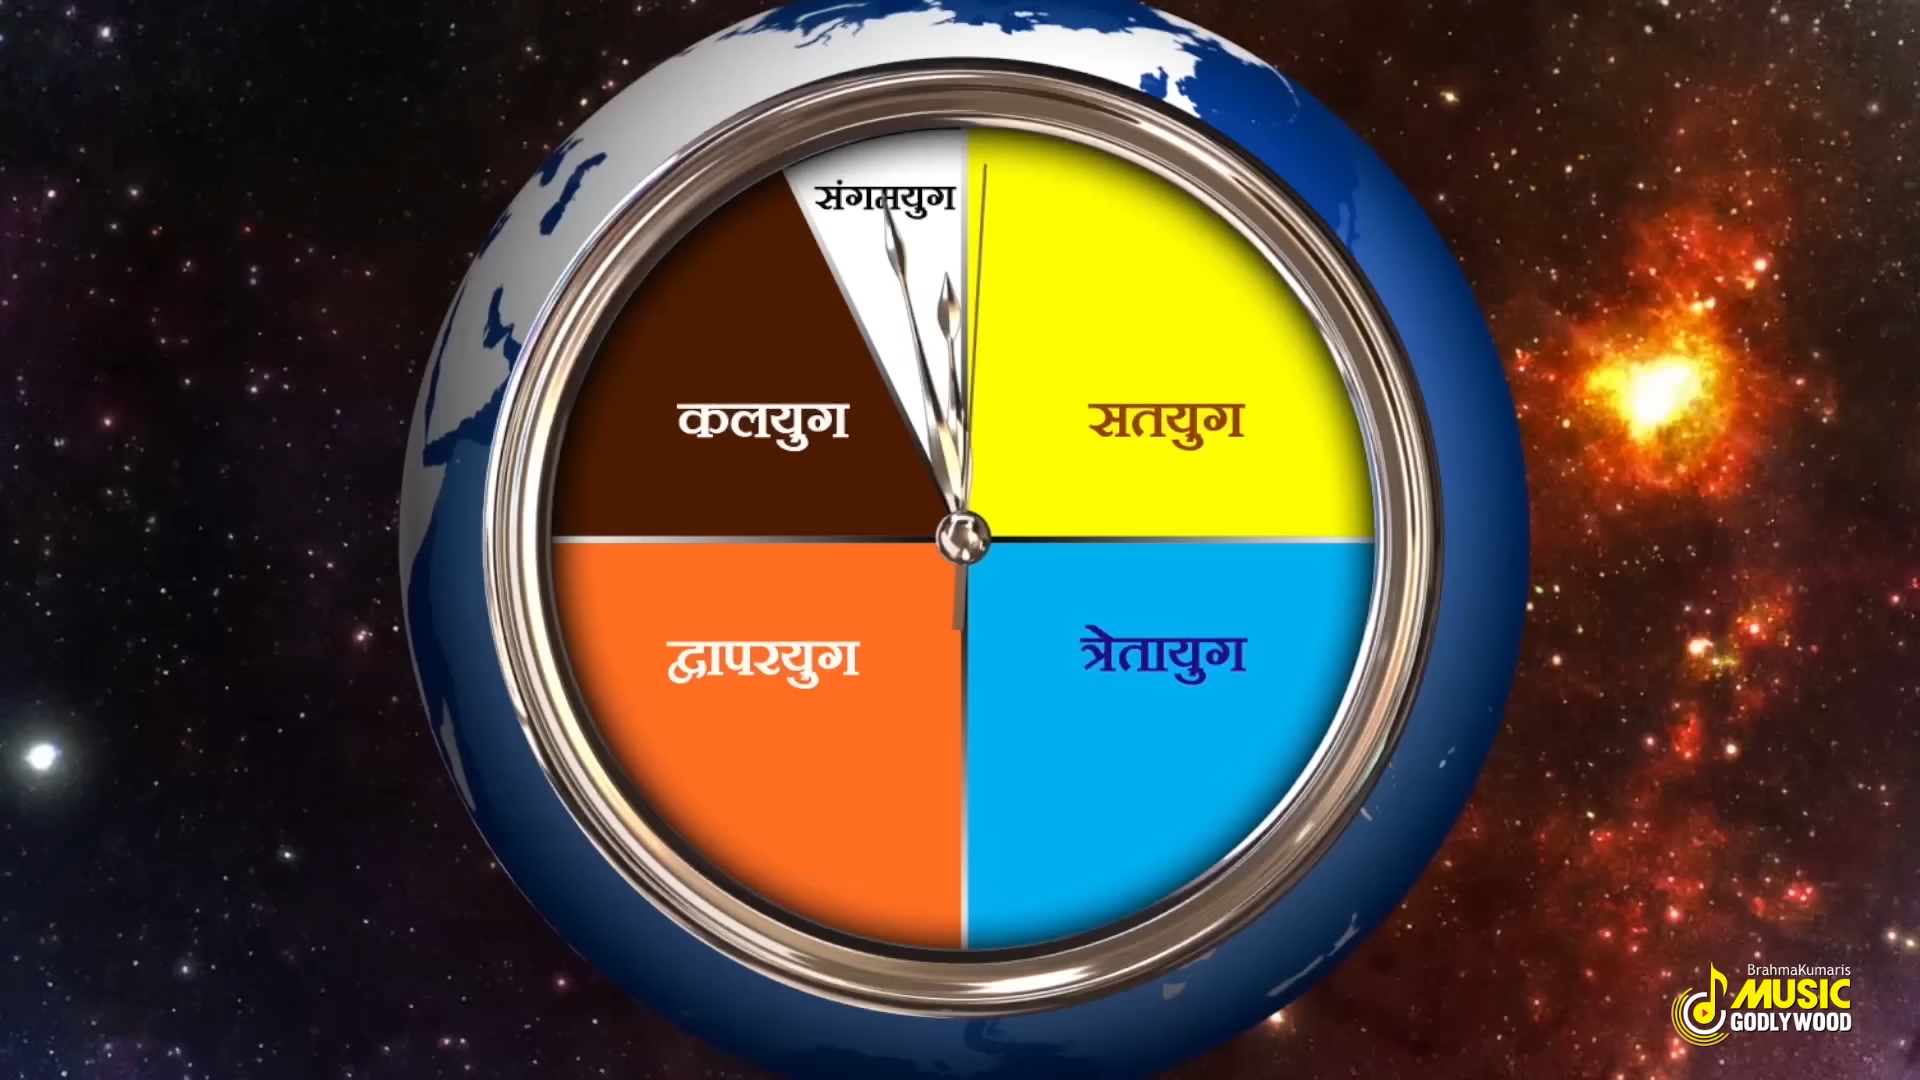 संगमयुग
कलयुग
सतयुग
द्वापरयुग
त्रेतायुग
BrahmaKumaris
MUSIC
GODLYWOOD